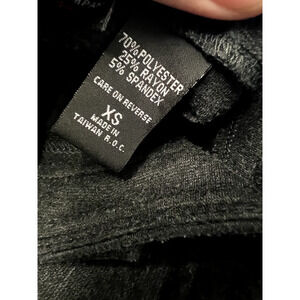 70% POLYESTER
25% RAYON
5% SPANDEX
CARE ON REVERSE
XS
MADE IN
TAIWAN R.O.C.